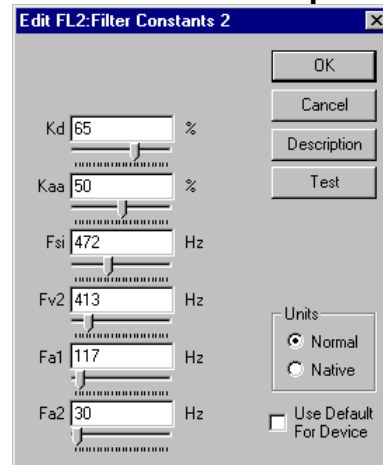 Edit FL2:Filter Constants 2
OK
Cancel
Description
Test
Kd 65 %
Kaa 50 %
Fsi 472 Hz
Fv2 413 Hz
Fa1 117 Hz
Fa2 30 Hz
Units
Normal
Native
Use Default
For Device